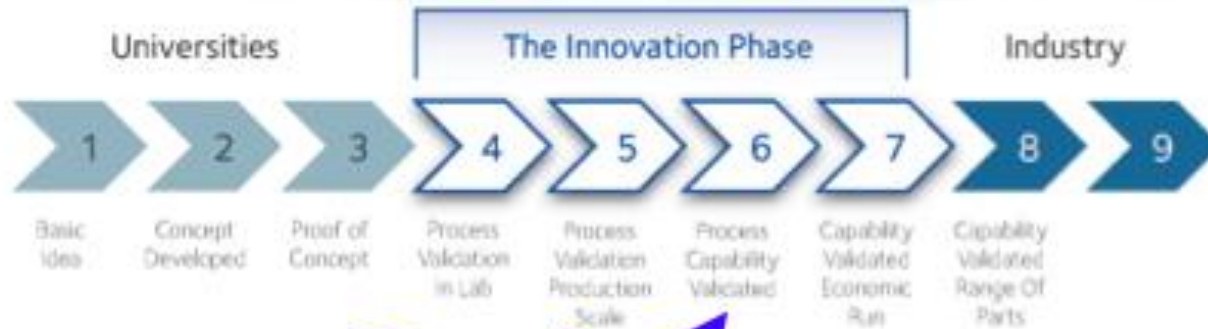 Universities
The Innovation Phase
Industry
1
2
3
4
5
6
7
8
9
Basic
Idea
Concept
Developed
Proof of
Concept
Process
Validation
in Lab
Process
Validation
Production
Scale
Process
Capability
Validated
Capability
Validated
Economic
Run
Capability
Validated
Range Of
Parts